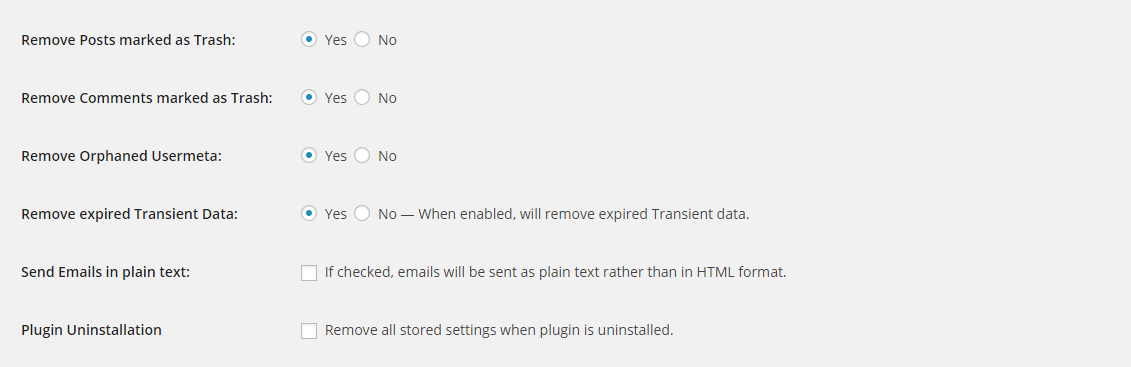 Remove Posts marked as Trash: Yes No
Remove Comments marked as Trash: Yes No
Remove Orphaned Usermeta: Yes No
Remove expired Transient Data: Yes No — When enabled, will remove expired Transient data.
Send Emails in plain text: If checked, emails will be sent as plain text rather than in HTML format.
Plugin Uninstallation Remove all stored settings when plugin is uninstalled.